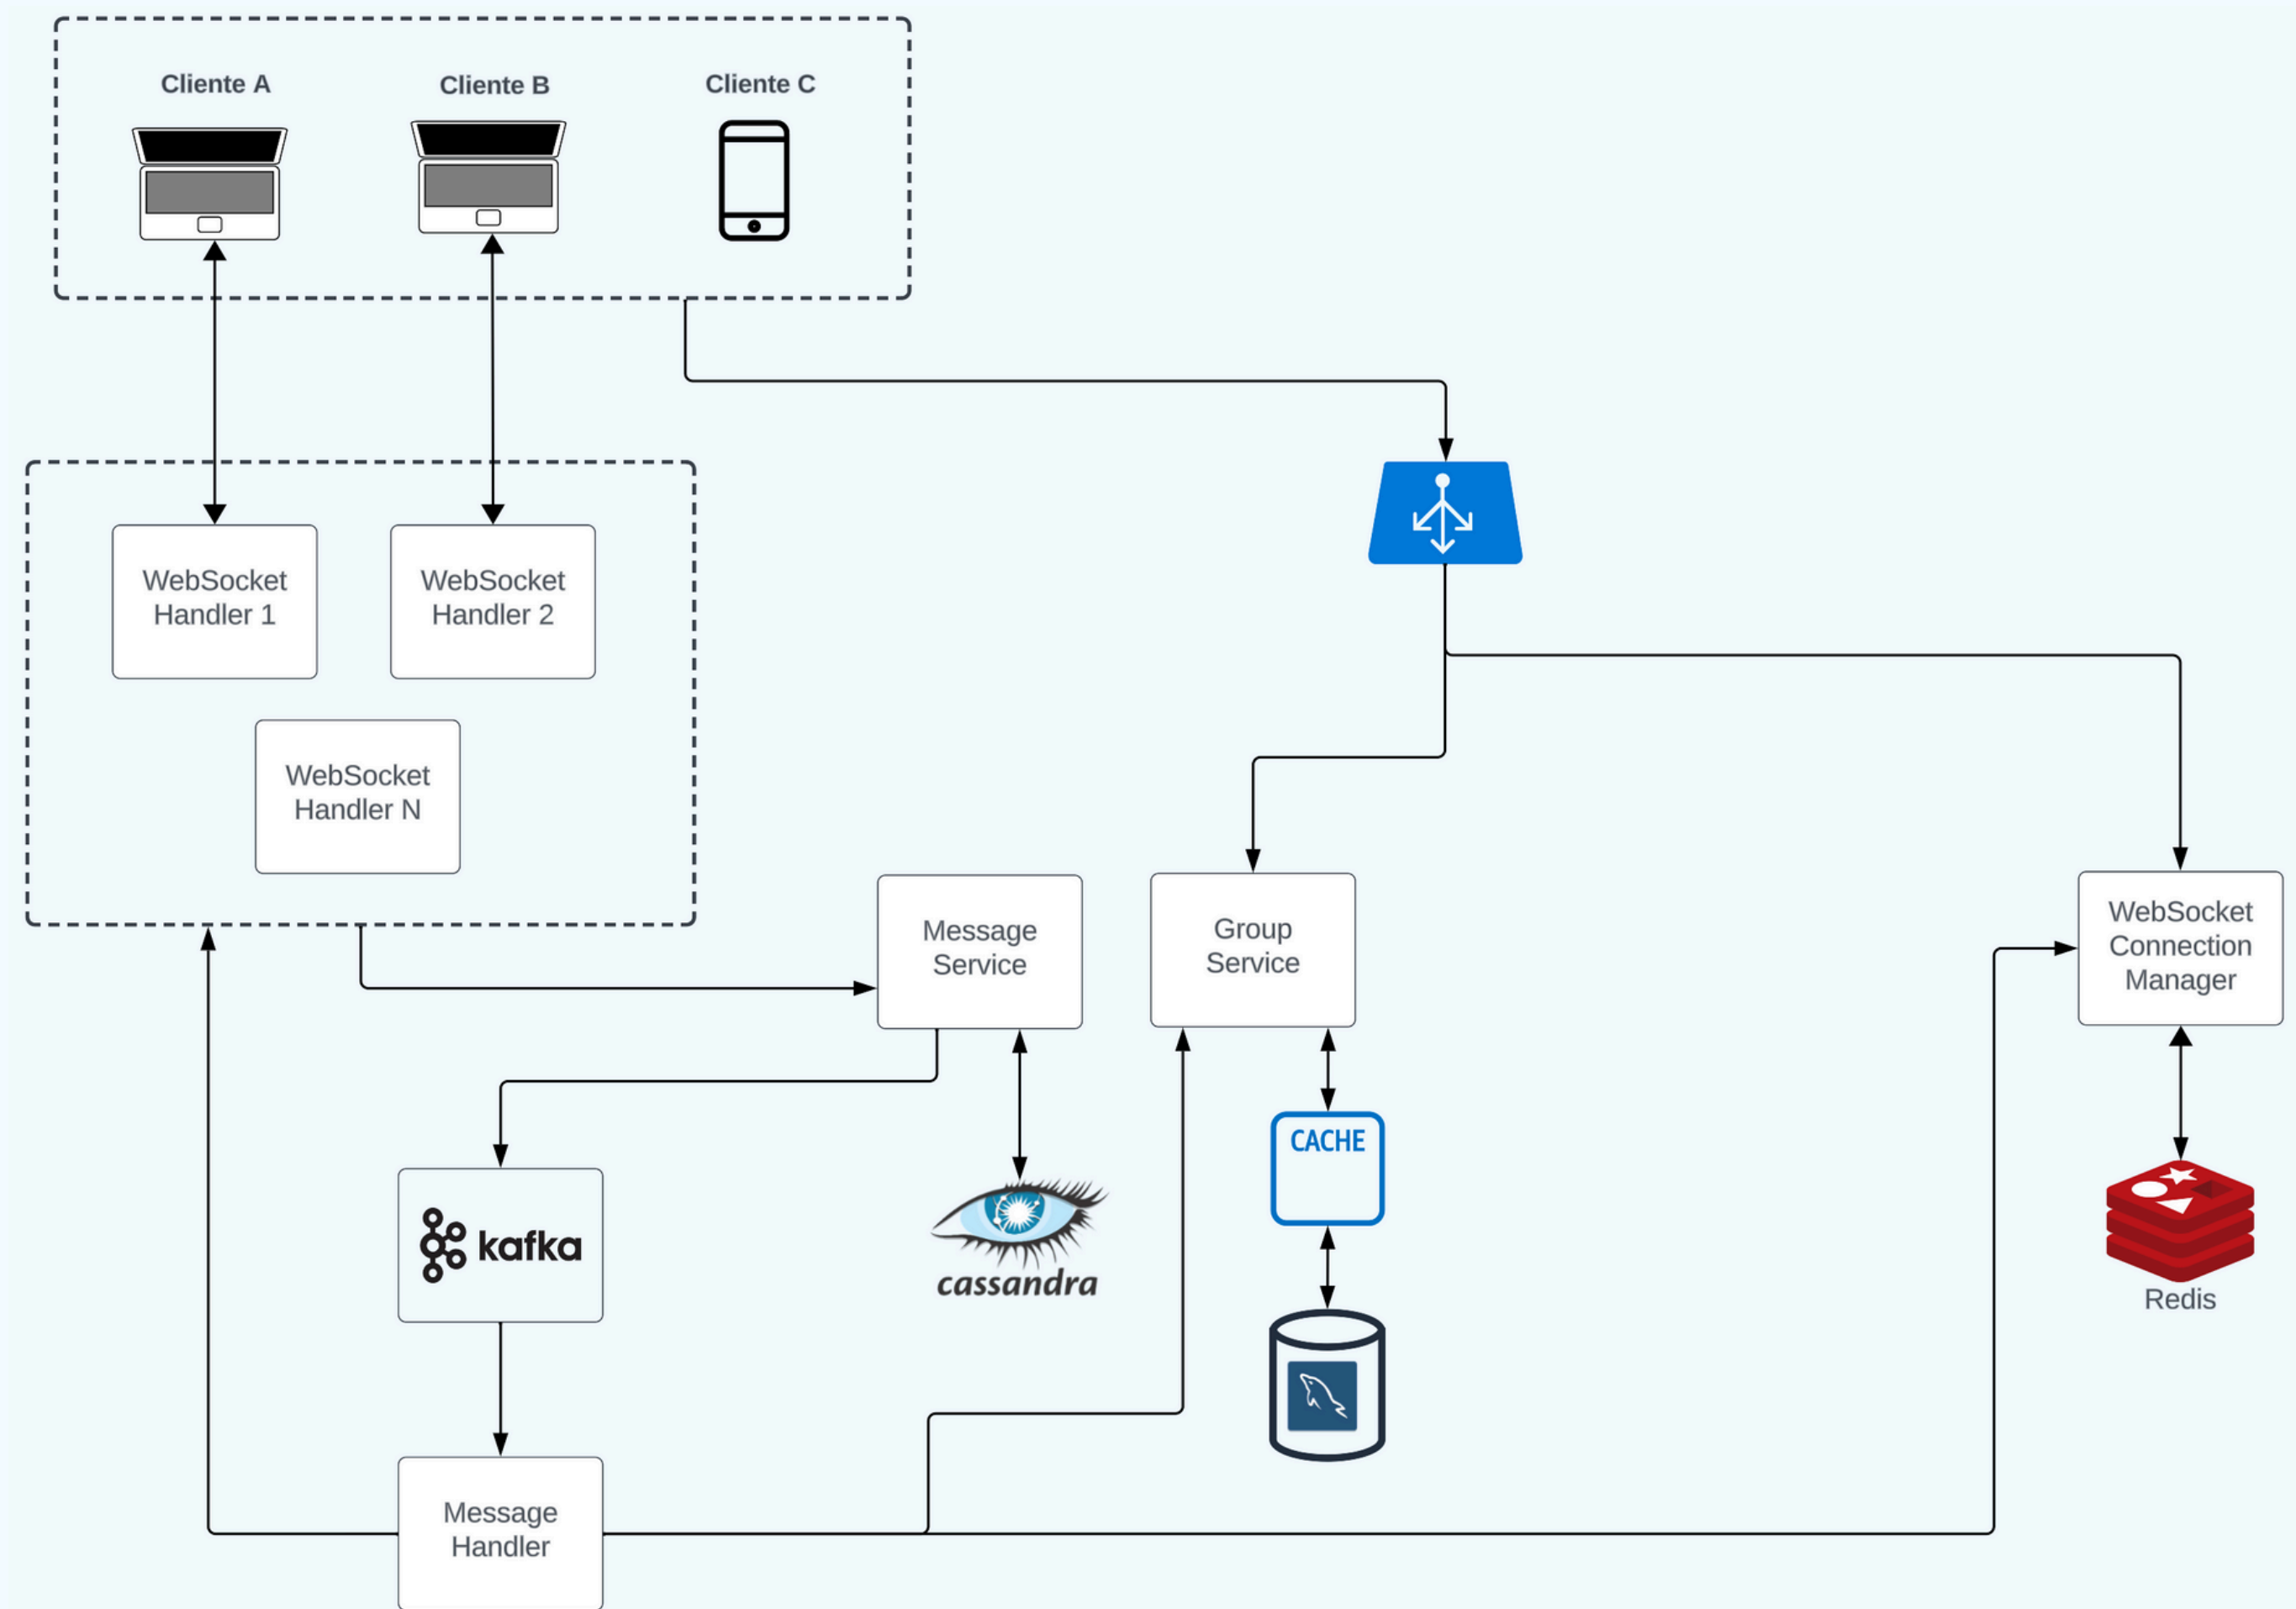 Cliente A
Cliente B
Cliente C
WebSocket
Handler 1
WebSocket
Handler 2
WebSocket
Handler N
Message
Service
Group
Service
WebSocket
Connection
Manager
CACHE
kafka
cassandra
Redis
Message
Handler